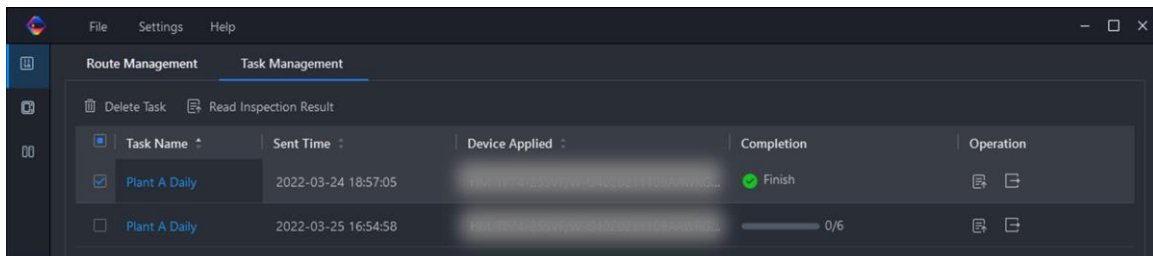 File Settings Help
Route Management Task Management
Delete Task Read Inspection Result
Task Name Sent Time Device Applied Completion Operation
Plant A Daily 2022-03-24 18:57:05 Finish
Plant A Daily 2022-03-25 16:54:58 0/6